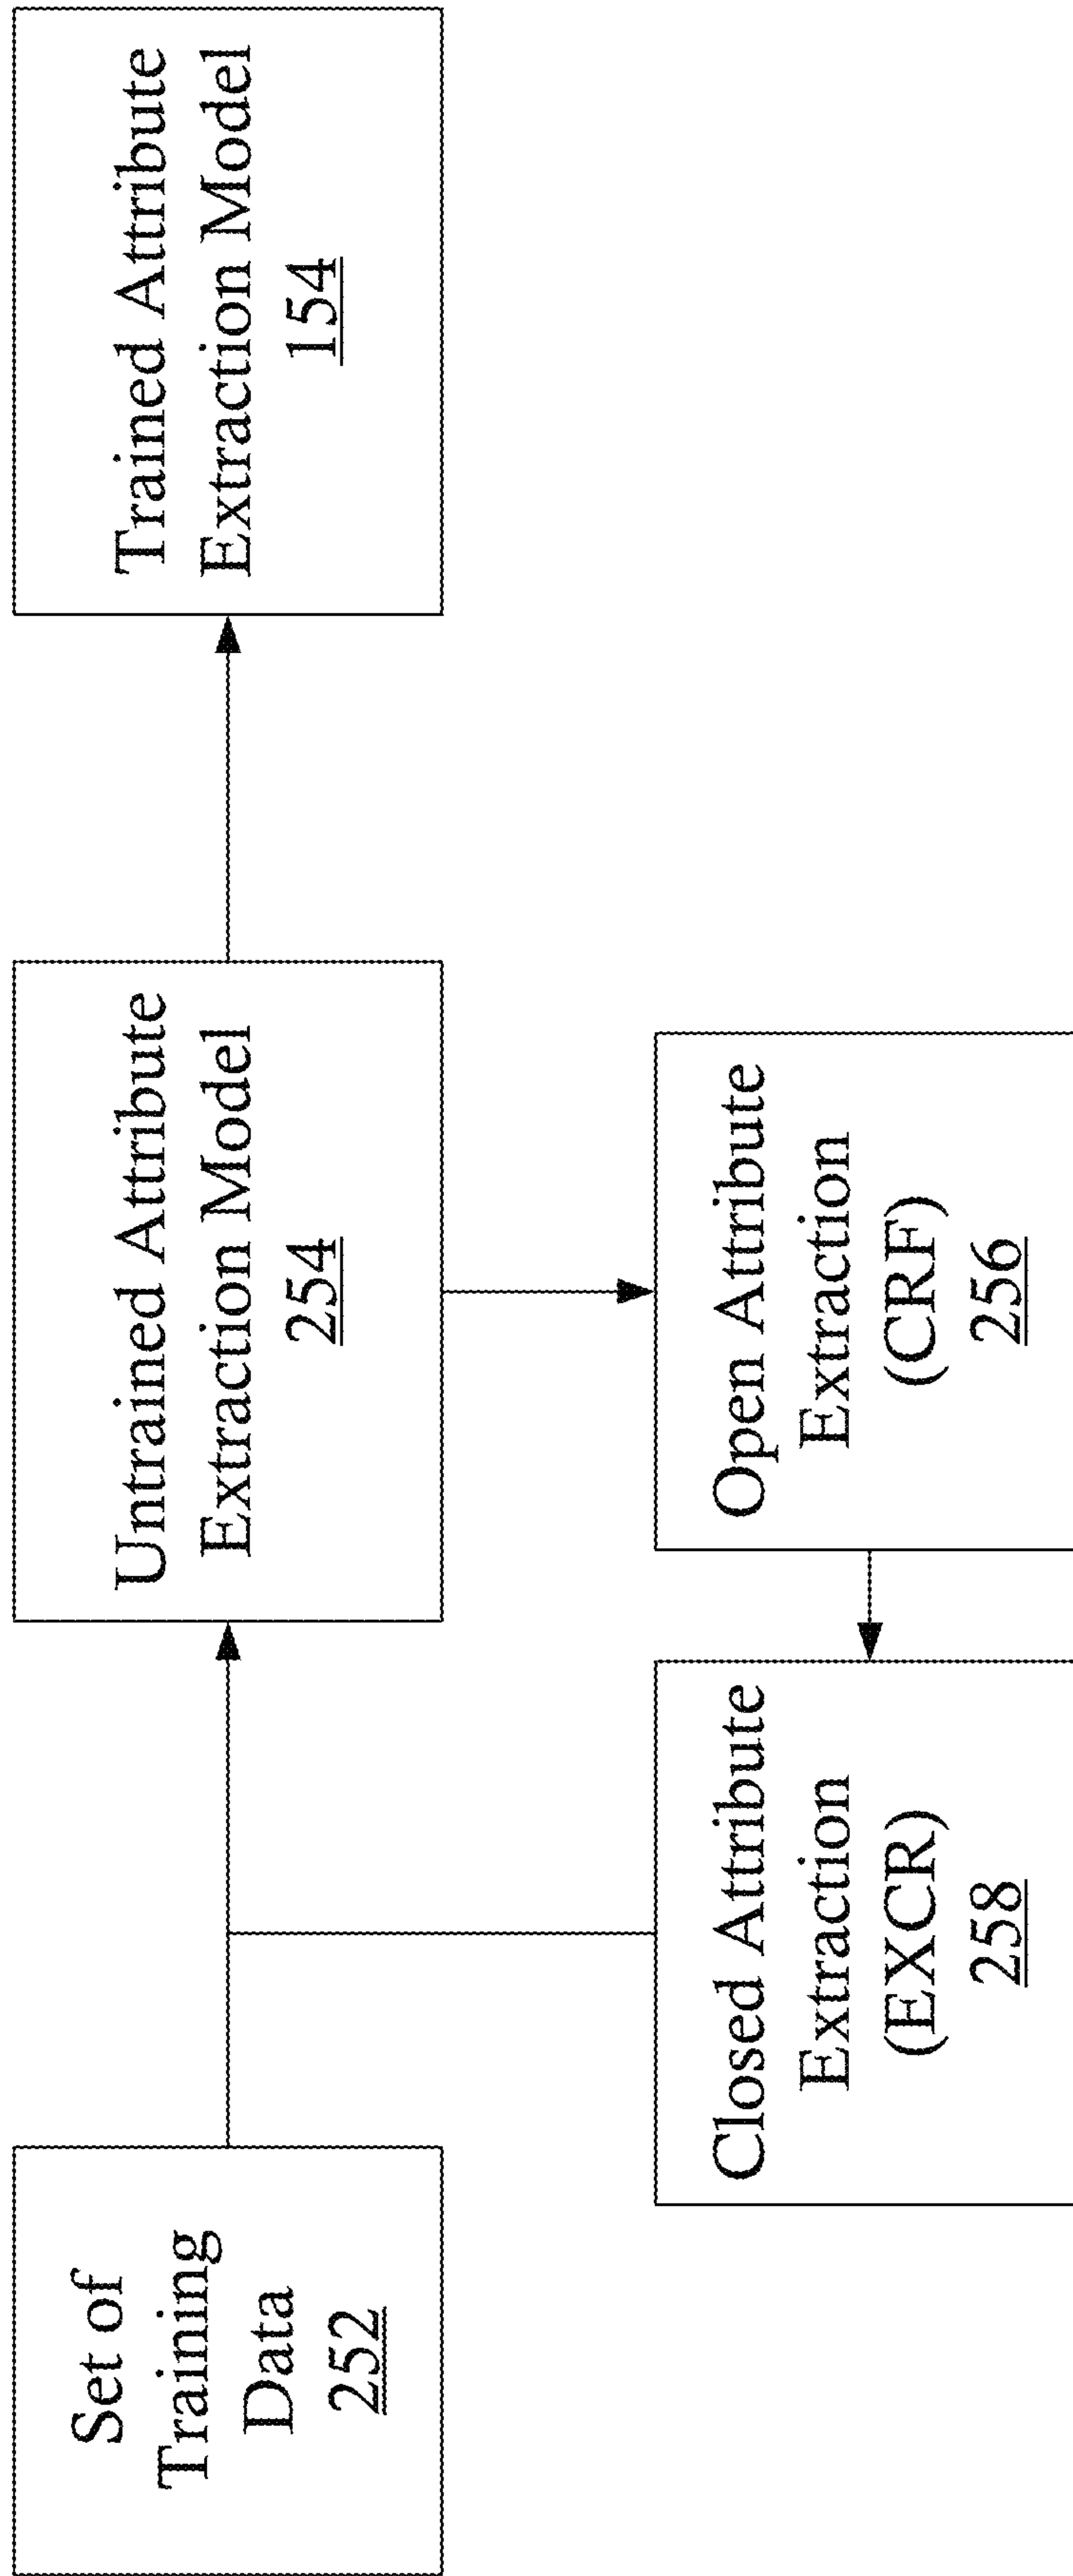 Set of
Training
Data
252
Untrained Attribute
Extraction Model
254
Trained Attribute
Extraction Model
154
Closed Attribute
Extraction
(EXCR)
258
Open Attribute
Extraction
(CRF)
256